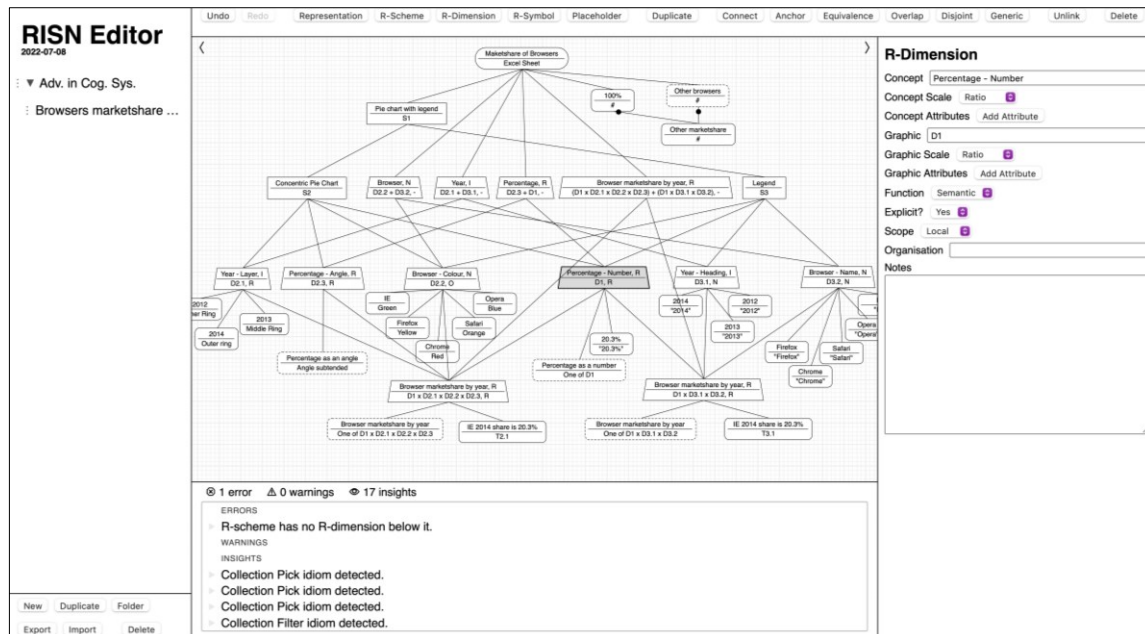 Undo Redo Representation R-Scheme R-Dimension R-Symbol Placeholder Duplicate Connect Anchor Equivalence Overlap Disjoint Generic Unlink Delete
RISN Editor
2022-07-08
Adv. in Cog. Sys.
Browsers marketshare ...
Maketshare of Browsers
Excel Sheet
100%
#
Other browsers
#
Pie chart with legend
S1
Other marketshare
#
Concentric Pie Chart
S2
Browser, N
D2.2 + D3.2, -
Year, I
D2.1 + D3.1, -
Percentage, R
D2.3 + D1, -
Browser marketshare by year, R
(D1 x D2.1 x D2.2 x D2.3) + (D1 x D3.1 x D3.2), -
Legend
S3
Year - Layer, I
D2.1, R
Percentage - Angle, R
D2.3, R
Browser - Colour, N
D2.2, O
Percentage - Number, R
D1, R
Year - Heading, I
D3.1, N
Browser - Name, N
D3.2, N
2012
ner Ring
2013
Middle Ring
2014
Outer ring
IE
Green
Opera
Blue
Firefox
Yellow
Safari
Orange
Chrome
Red
2014
"2014"
2012
"2012"
2013
"2013"
20.3%
"20.3%"
Opera
"Opera"
Firefox
"Firefox"
Safari
"Safari"
Chrome
"Chrome"
Percentage as an angle
Angle subtended
Percentage as a number
One of D1
Browser marketshare by year, R
D1 x D2.1 x D2.2 x D2.3, R
Browser marketshare by year, R
D1 x D3.1 x D3.2, R
Browser marketshare by year
One of D1 x D2.1 x D2.2 x D2.3
IE 2014 share is 20.3%
T2.1
Browser marketshare by year
One of D1 x D3.1 x D3.2
IE 2014 share is 20.3%
T3.1
R-Dimension
Concept Percentage - Number
Concept Scale Ratio
Concept Attributes Add Attribute
Graphic D1
Graphic Scale Ratio
Graphic Attributes Add Attribute
Function Semantic
Explicit? Yes
Scope Local
Organisation
Notes
1 error 0 warnings 17 insights
ERRORS
R-scheme has no R-dimension below it.
WARNINGS
INSIGHTS
Collection Pick idiom detected.
Collection Pick idiom detected.
Collection Pick idiom detected.
Collection Filter idiom detected.
New Duplicate Folder
Export Import Delete